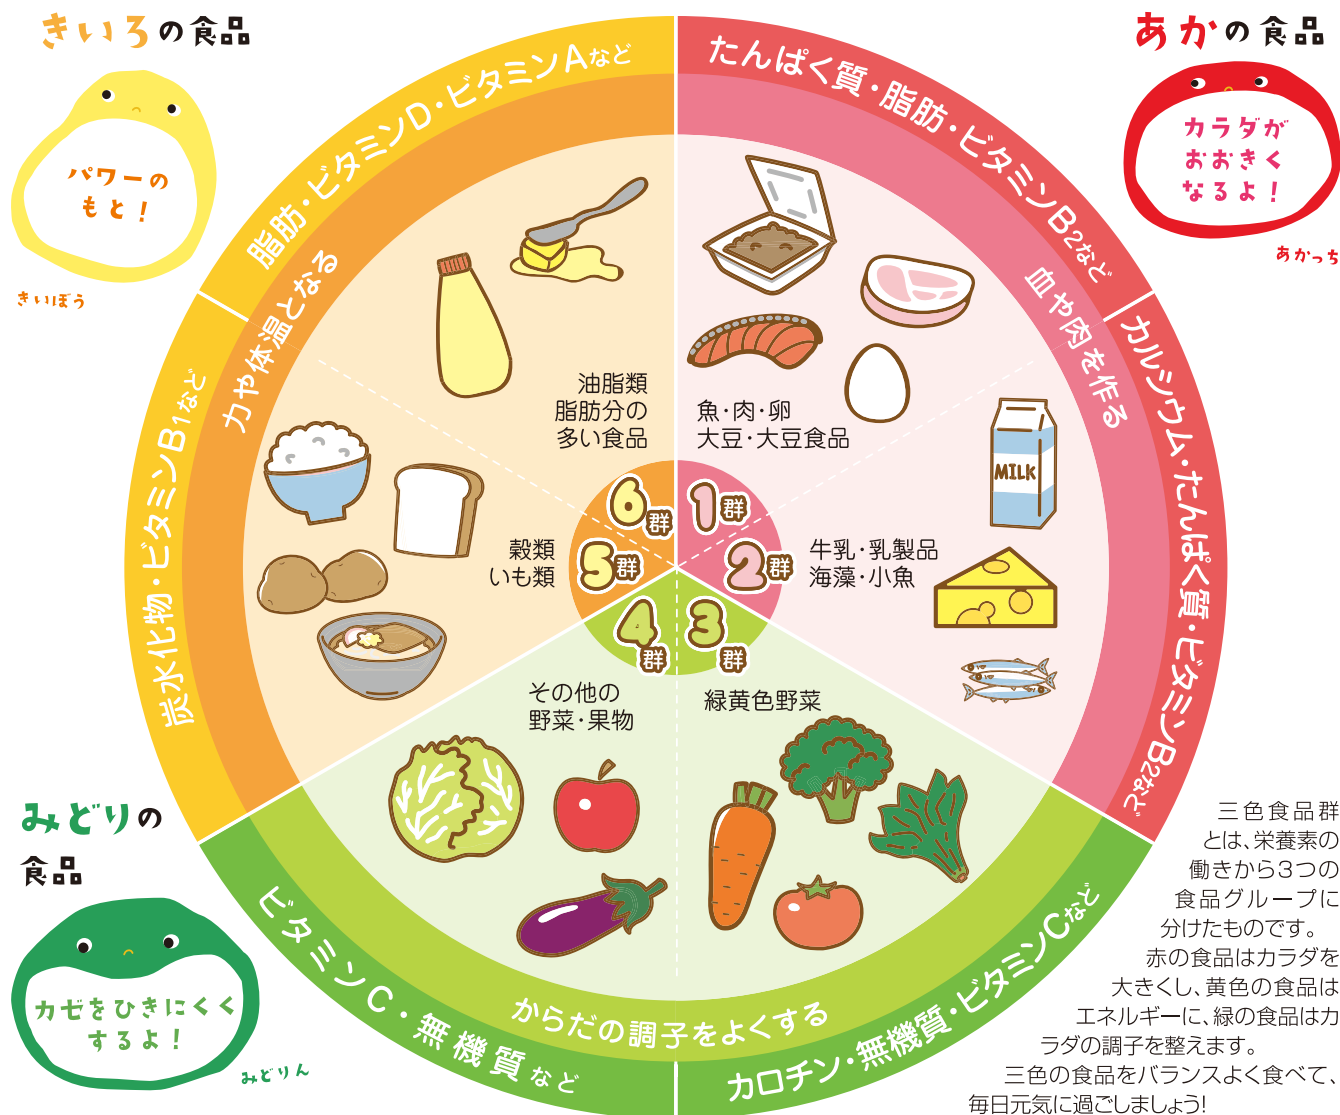 きいろの食品
パワーの
もと！
きいぼう
あかの食品
カラダが
おおきく
なるよ！
あかっち
脂肪・ビタミンD・ビタミンAなど
たんぱく質・脂肪・ビタミンB2など
力や体温となる
血や肉を作る
炭水化物・ビタミンB1など
カルシウム・たんぱく質・ビタミンB2など
油脂類
脂肪分の
多い食品
魚・肉・卵
大豆・大豆食品
MILK
6群
1群
穀類
いも類
5群
2群
牛乳・乳製品
海藻・小魚
4群
3群
その他の
野菜・果物
緑黄色野菜
からだの調子をよくする
ビタミンC・無機質など
カロチン・無機質・ビタミンCなど
みどりの
食品
カゼをひきにくく
するよ！
みどりん
三色食品群
とは、栄養素の
働きから3つの
食品グループに
分けたものです。
赤の食品はカラダを
大きくし、黄色の食品は
エネルギーに、緑の食品はカ
ラダの調子を整えます。
三色の食品をバランスよく食べて、
毎日元気に過ごしましょう!